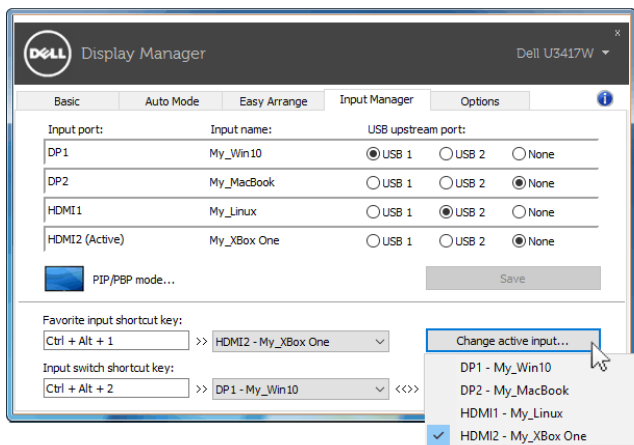 x
DELL Display Manager Dell U3417W
Basic Auto Mode Easy Arrange Input Manager Options i
Input port: Input name: USB upstream port:
DP1 My_Win10 USB 1 USB 2 None
DP2 My_MacBook USB 1 USB 2 None
HDMI1 My_Linux USB 1 USB 2 None
HDMI2 (Active) My_XBox One USB 1 USB 2 None
PIP/PBP mode... Save
Favorite input shortcut key:
Ctrl + Alt + 1 >> HDMI2 - My_XBox One Change active input...
Input switch shortcut key:
Ctrl + Alt + 2 >> DP1 - My_Win10 <<>>
DP1 - My_Win10
DP2 - My_MacBook
HDMI1 - My_Linux
HDMI2 - My_XBox One